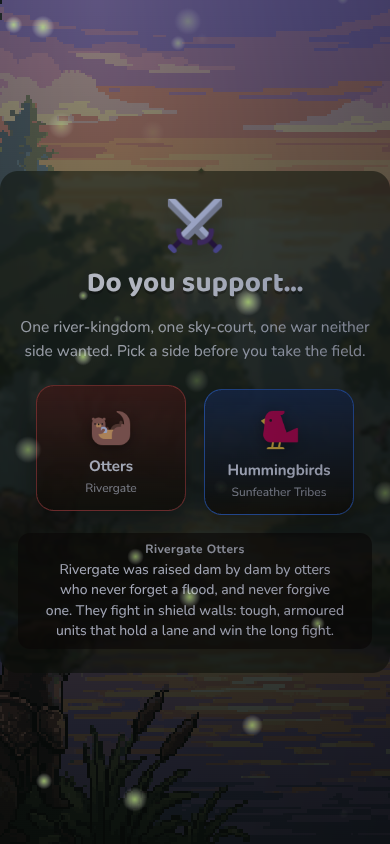 Do you support...
One river-kingdom, one sky-court, one war neither
side wanted. Pick a side before you take the field.
Otters
Rivergate
Hummingbirds
Sunfeather Tribes
Rivergate Otters
Rivergate was raised dam by dam by otters
who never forget a flood, and never forgive
one. They fight in shield walls: tough, armoured
units that hold a lane and win the long fight.